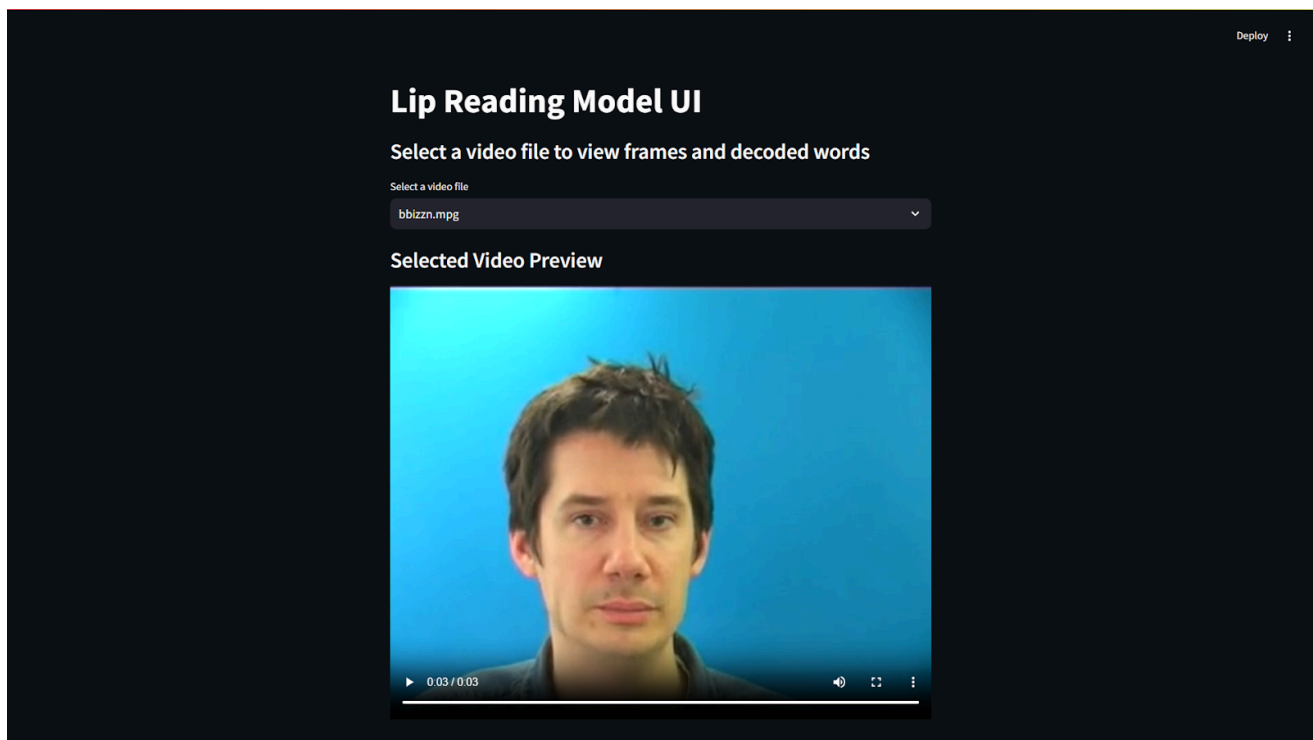 Deploy
Lip Reading Model UI
Select a video file to view frames and decoded words
Select a video file
bbizzn.mpg
Selected Video Preview
0:03 / 0:03